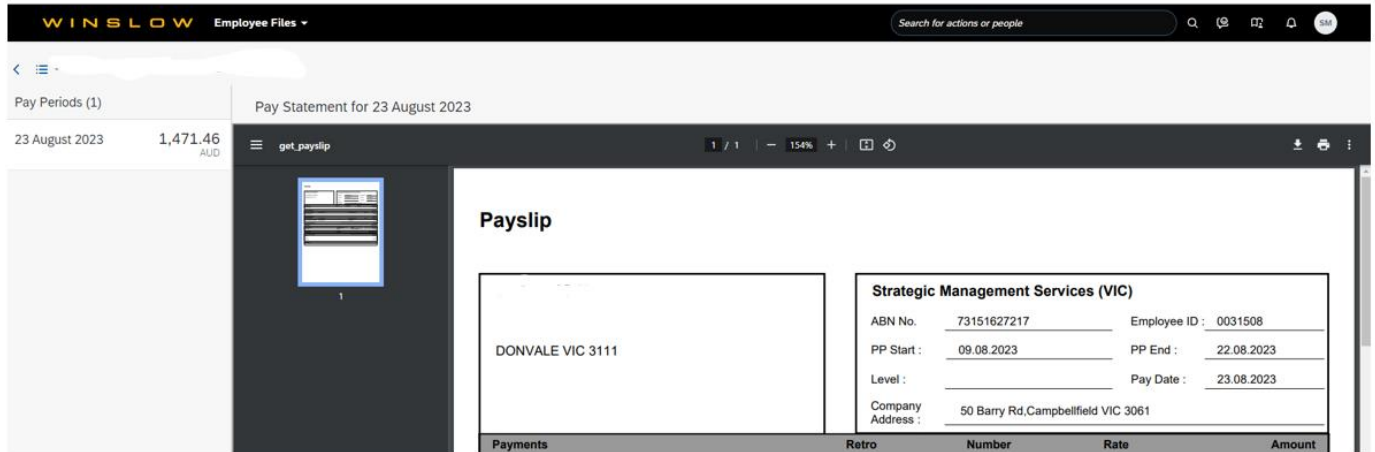 WINSLOW Employee Files Search for actions or people SM
Pay Periods (1)
Pay Statement for 23 August 2023
23 August 2023 1,471.46
AUD
get_payslip 1 / 1 154%
1
Payslip
DONVALE VIC 3111
Strategic Management Services (VIC)
ABN No. 73151627217 Employee ID : 0031508
PP Start : 09.08.2023 PP End : 22.08.2023
Level : Pay Date : 23.08.2023
Company Address : 50 Barry Rd,Campbellfield VIC 3061
Payments Retro Number Rate Amount